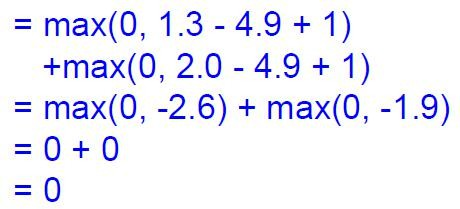 = max(0, 1.3 - 4.9 + 1)
+max(0, 2.0 - 4.9 + 1)
= max(0, -2.6) + max(0, -1.9)
= 0 + 0
= 0